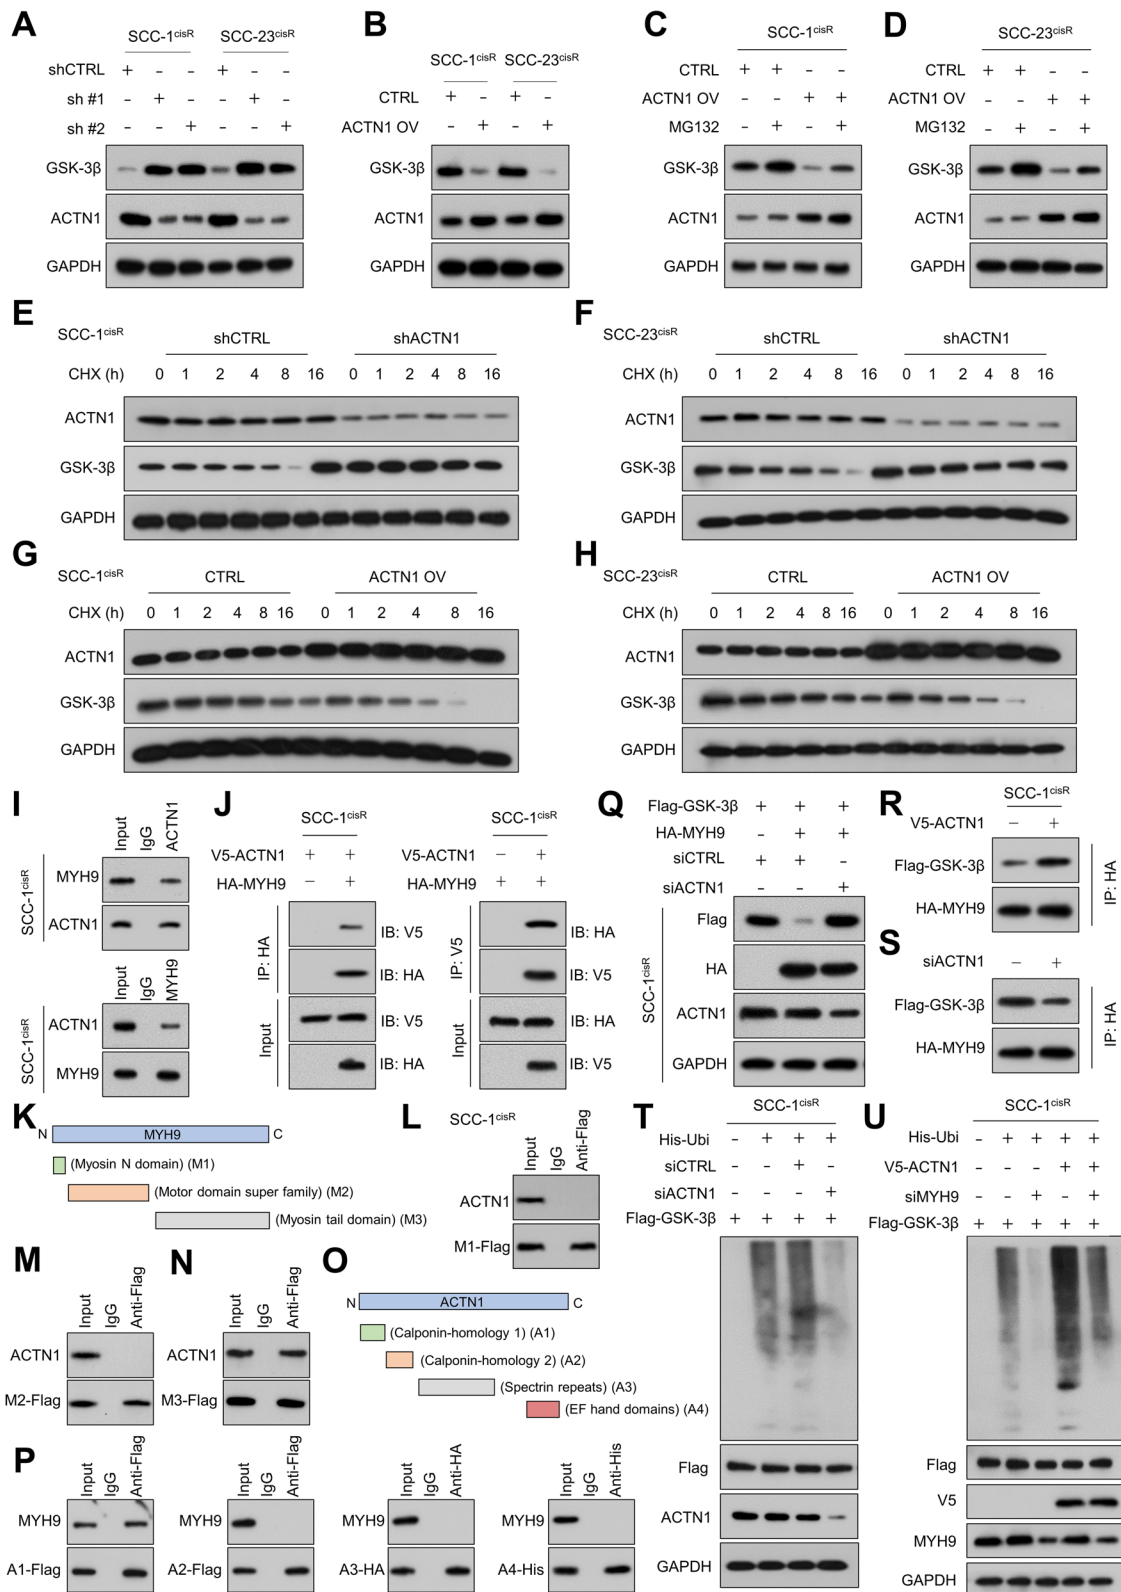 A
SCC-1cisR SCC-23cisR
shCTRL + – – + – –
sh #1 – + – – + –
sh #2 – – + – – +
GSK-3β
ACTN1
GAPDH
B
SCC-1cisR SCC-23cisR
CTRL + – + –
ACTN1 OV – + – +
GSK-3β
ACTN1
GAPDH
C
SCC-1cisR
CTRL + + – –
ACTN1 OV – – + +
MG132 – + – +
GSK-3β
ACTN1
GAPDH
D
SCC-23cisR
CTRL + + – –
ACTN1 OV – – + +
MG132 – + – +
GSK-3β
ACTN1
GAPDH
E
SCC-1cisR
shCTRL shACTN1
CHX (h) 0 1 2 4 8 16 0 1 2 4 8 16
ACTN1
GSK-3β
GAPDH
F
SCC-23cisR
shCTRL shACTN1
CHX (h) 0 1 2 4 8 16 0 1 2 4 8 16
ACTN1
GSK-3β
GAPDH
G
SCC-1cisR
CTRL ACTN1 OV
CHX (h) 0 1 2 4 8 16 0 1 2 4 8 16
ACTN1
GSK-3β
GAPDH
H
SCC-23cisR
CTRL ACTN1 OV
CHX (h) 0 1 2 4 8 16 0 1 2 4 8 16
ACTN1
GSK-3β
GAPDH
I
Input IgG ACTN1
SCC-1cisR
MYH9
ACTN1
Input IgG MYH9
SCC-1cisR
ACTN1
MYH9
J
SCC-1cisR
V5-ACTN1 + +
HA-MYH9 – +
IP: HA
IB: V5
IB: HA
Input
IB: V5
IB: HA
SCC-1cisR
V5-ACTN1 – +
HA-MYH9 + +
IP: V5
IB: HA
IB: V5
Input
IB: HA
IB: V5
Q
Flag-GSK-3β + + +
HA-MYH9 – + +
siCTRL + + –
siACTN1 – – +
SCC-1cisR
Flag
HA
ACTN1
GAPDH
R
SCC-1cisR
V5-ACTN1 – +
Flag-GSK-3β
HA-MYH9
IP: HA
S
siACTN1 – +
Flag-GSK-3β
HA-MYH9
IP: HA
K
N MYH9 C
(Myosin N domain) (M1)
(Motor domain super family) (M2)
(Myosin tail domain) (M3)
L
SCC-1cisR
Input IgG Anti-Flag
ACTN1
M1-Flag
M
Input IgG Anti-Flag
ACTN1
M2-Flag
N
Input IgG Anti-Flag
ACTN1
M3-Flag
O
N ACTN1 C
(Calponin-homology 1) (A1)
(Calponin-homology 2) (A2)
(Spectrin repeats) (A3)
(EF hand domains) (A4)
P
Input IgG Anti-Flag
MYH9
A1-Flag
Input IgG Anti-Flag
MYH9
A2-Flag
Input IgG Anti-HA
MYH9
A3-HA
Input IgG Anti-His
MYH9
A4-His
T
SCC-1cisR
His-Ubi – + + +
siCTRL – – + –
siACTN1 – – – +
Flag-GSK-3β + + + +
Flag
ACTN1
GAPDH
U
SCC-1cisR
His-Ubi – + + + +
V5-ACTN1 – – – + +
siMYH9 – – + – +
Flag-GSK-3β + + + + +
Flag
V5
MYH9
GAPDH